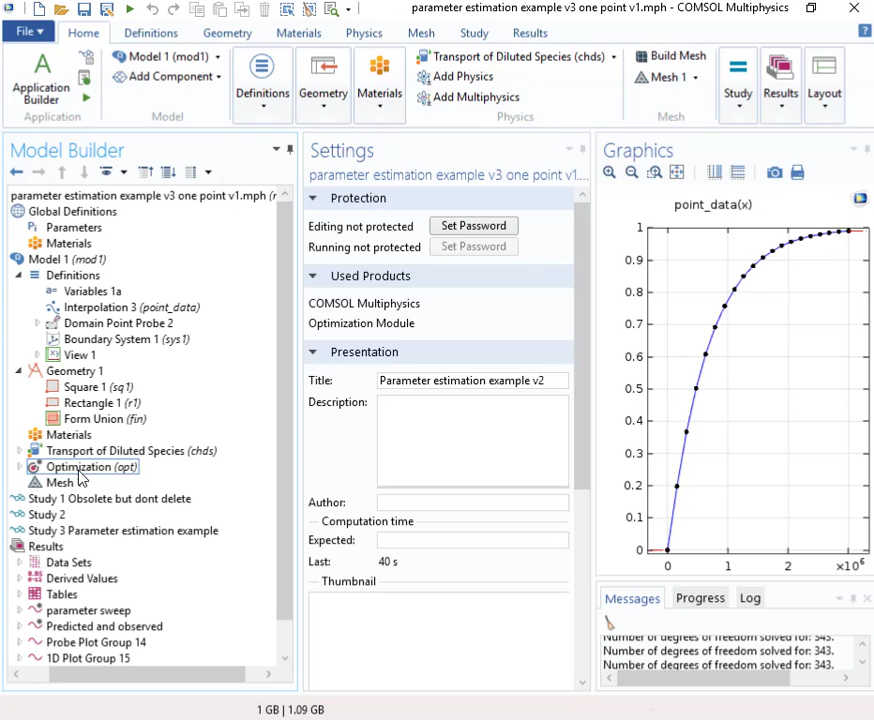 parameter estimation example v3 one point v1.mph - COMSOL Multiphysics
File
Home
Definitions
Geometry
Materials
Physics
Mesh
Study
Results
Application Builder
Application
Model 1 (mod1)
Add Component
Model
Definitions
Geometry
Materials
Transport of Diluted Species (chds)
Add Physics
Add Multiphysics
Physics
Build Mesh
Mesh 1
Mesh
Study
Results
Layout
Model Builder
parameter estimation example v3 one point v1.mph (r
Global Definitions
Pi Parameters
Materials
Model 1 (mod1)
Definitions
a= Variables 1a
Interpolation 3 (point_data)
Domain Point Probe 2
Boundary System 1 (sys1)
View 1
Geometry 1
Square 1 (sq1)
Rectangle 1 (r1)
Form Union (fin)
Materials
Transport of Diluted Species (chds)
Optimization (opt)
Mesh
Study 1 Obsolete but dont delete
Study 2
Study 3 Parameter estimation example
Results
Data Sets
Derived Values
Tables
parameter sweep
Predicted and observed
Probe Plot Group 14
1D Plot Group 15
Settings
parameter estimation example v3 one point v1....
Protection
Editing not protected
Set Password
Running not protected
Set Password
Used Products
COMSOL Multiphysics
Optimization Module
Presentation
Title:
Parameter estimation example v2
Description:
Author:
Computation time
Expected:
Last: 40 s
Thumbnail
Graphics
point_data(x)
1
0.9
0.8
0.7
0.6
0.5
0.4
0.3
0.2
0.1
0
0 1 2 ×10⁶
Messages
Progress
Log
Number of degrees of freedom solved for: 343.
Number of degrees of freedom solved for: 343.
Number of degrees of freedom solved for: 343.
1 GB | 1.09 GB